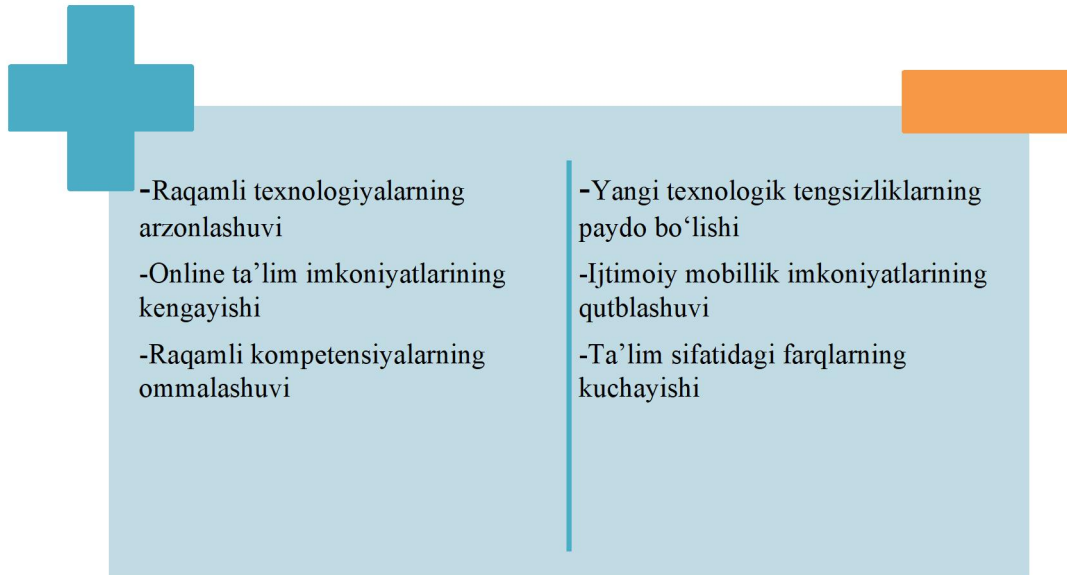 -Raqamli texnologiyalarning
arzonlashuvi
-Online ta’lim imkoniyatlarining
kengayishi
-Raqamli kompetensiyalarning
ommalashuvi
-Yangi texnologik tengsizliklarning
paydo bo‘lishi
-Ijtimoiy mobillik imkoniyatlarining
qutblashuvi
-Ta’lim sifatidagi farqlarning
kuchayishi